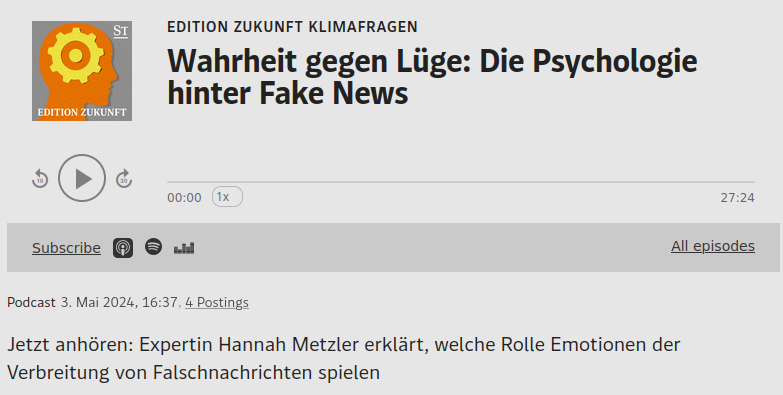 ST
EDITION ZUKUNFT
EDITION ZUKUNFT KLIMAFRAGEN
Wahrheit gegen Lüge: Die Psychologie
hinter Fake News
10
30
00:00 1x 27:24
Subscribe All episodes
Podcast 3. Mai 2024, 16:37, 4 Postings
Jetzt anhören: Expertin Hannah Metzler erklärt, welche Rolle Emotionen der
Verbreitung von Falschnachrichten spielen